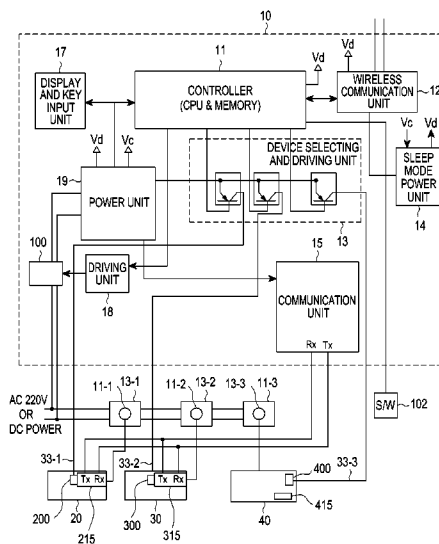 10
17
11
Vd
Vd
DISPLAY
AND KEY
INPUT
UNIT
CONTROLLER
(CPU & MEMORY)
WIRELESS
COMMUNICATION
UNIT
12
Vd
Vc
DEVICE SELECTING
AND DRIVING UNIT
Vc
Vd
SLEEP
MODE
POWER
UNIT
14
19
POWER UNIT
13
100
DRIVING
UNIT
18
15
COMMUNICATION
UNIT
Rx Tx
11-1 13-1
11-2 13-2
13-3 11-3
AC 220V
OR
DC POWER
S/W
102
33-1
33-2
33-3
Tx Rx
Tx Rx
400
415
200 20 215
300 30 315
40